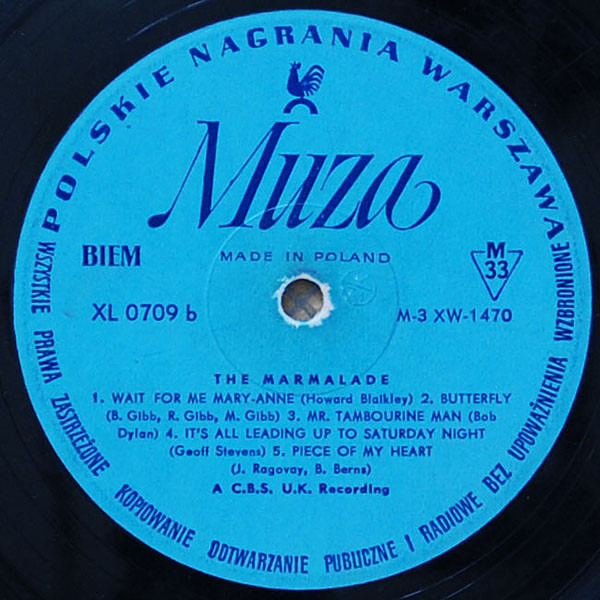 POLSKIE NAGRANIA WARSZAWA
Muza
BIEM
MADE IN POLAND
M
33
XL 0709 b
M-3 XW-1470
THE MARMALADE
1. WAIT FOR ME MARY-ANNE (Howard Blaikley) 2. BUTTERFLY
(B. Gibb, R. Gibb, M. Gibb) 3. MR. TAMBOURINE MAN (Bob
Dylan) 4. IT'S ALL LEADING UP TO SATURDAY NIGHT
(Geoff Stevens) 5. PIECE OF MY HEART
(J. Ragovay, B. Berns)
A C.B.S. U.K. Recording
WSZYSTKIE PRAWA ZASTRZEŻONE KOPIOWANIE ODTWARZANIE PUBLICZNE I RADIOWE BEZ UPOWAŻNIENIA WZBRONIONE